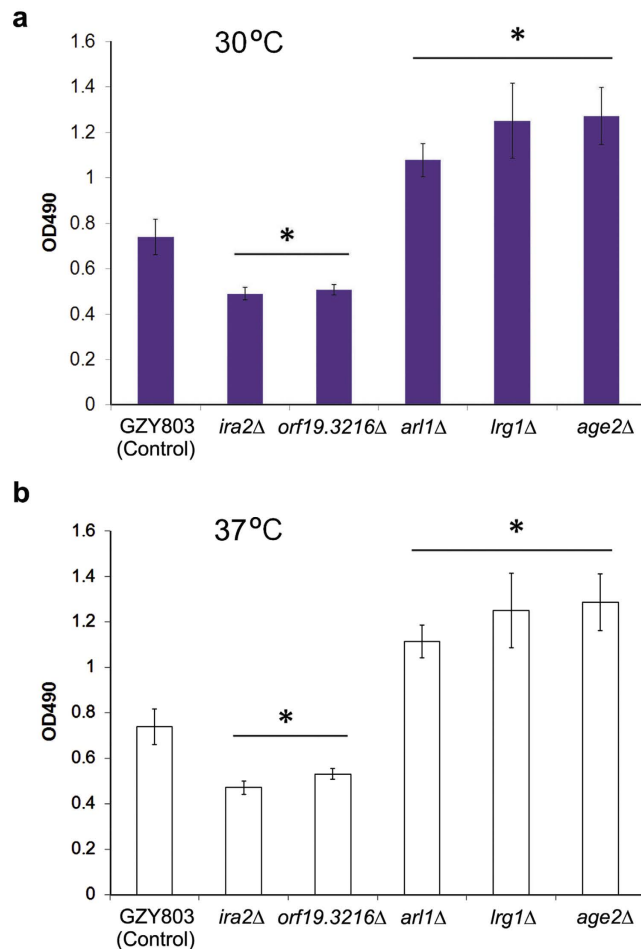 a
30°C
*
*
OD490
1.6
1.4
1.2
1
0.8
0.6
0.4
0.2
0
GZY803 ira2Δ orf19.3216Δ arl1Δ lrg1Δ age2Δ
(Control)
b
37°C
*
*
OD490
1.6
1.4
1.2
1
0.8
0.6
0.4
0.2
0
GZY803 ira2Δ orf19.3216Δ arl1Δ lrg1Δ age2Δ
(Control)